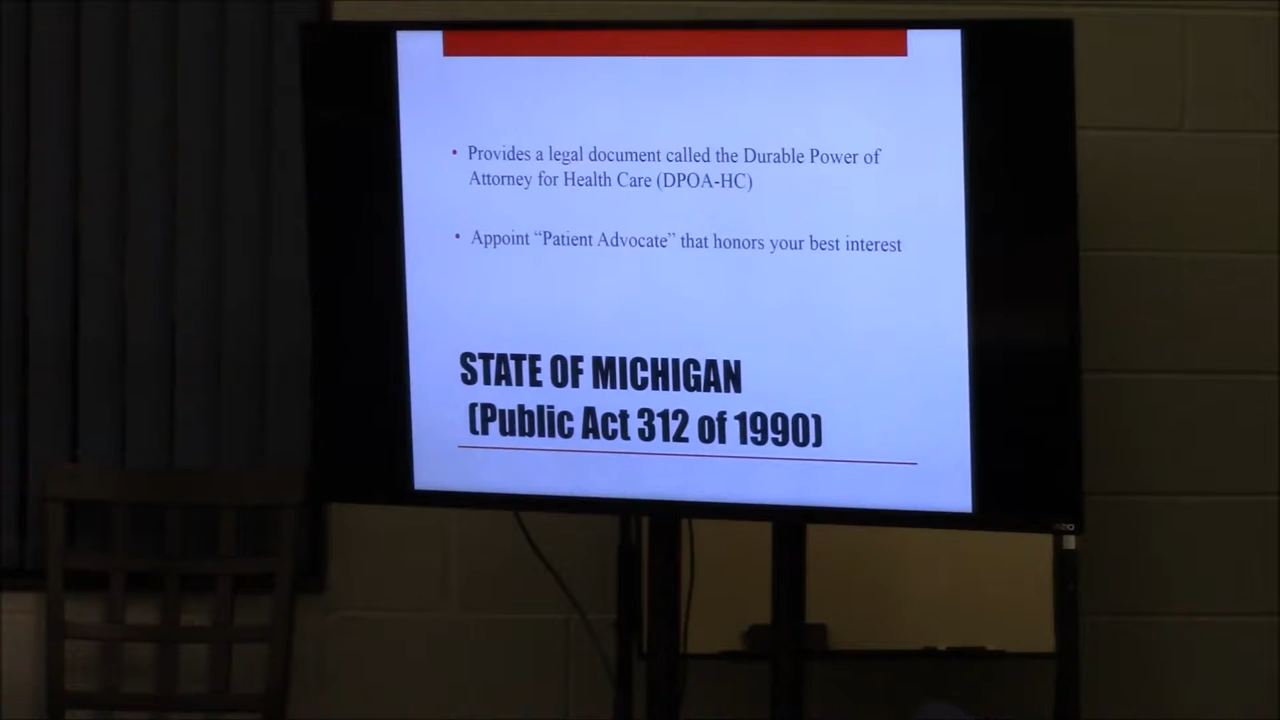 • Provides a legal document called the Durable Power of
Attorney for Health Care (DPOA-HC)
• Appoint “Patient Advocate” that honors your best interest
STATE OF MICHIGAN
(Public Act 312 of 1990)
VIZIO